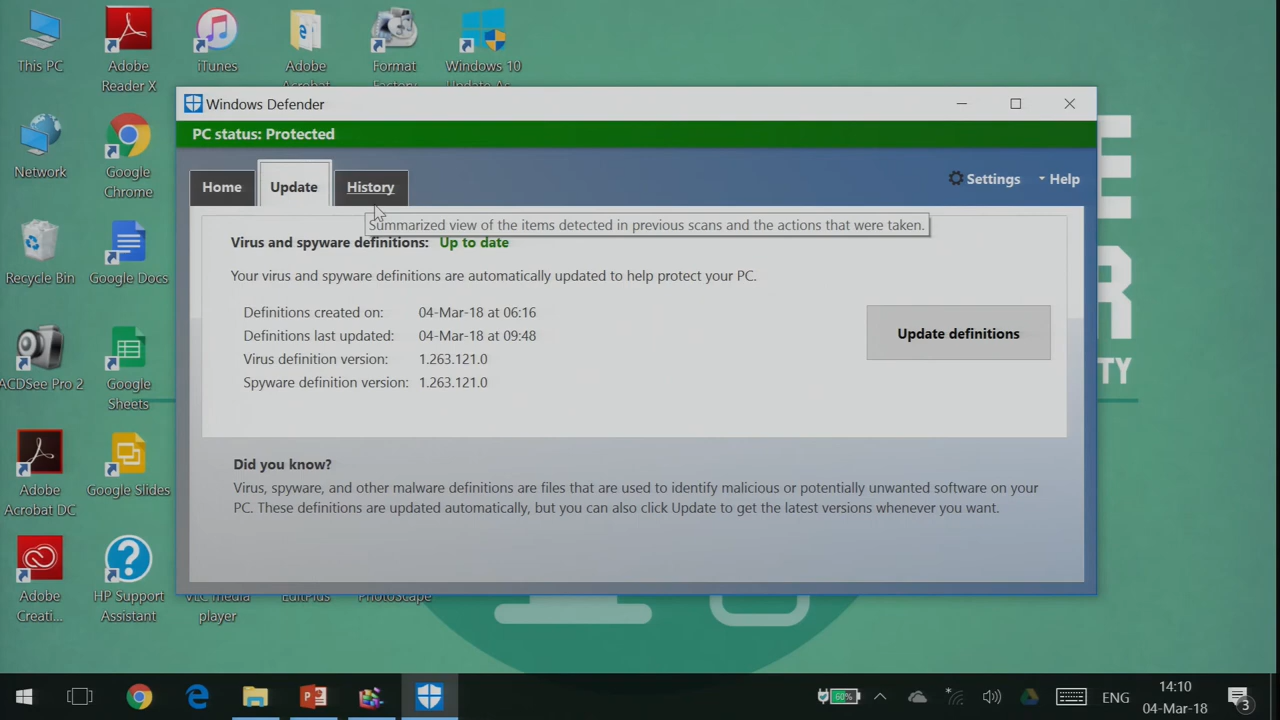 This PC
Adobe
Reader X
iTunes
Adobe
Acrobat
Format
Factory
Windows 10
Update As...
Windows Defender
PC status: Protected
Home
Update
History
Settings
Help
Summarized view of the items detected in previous scans and the actions that were taken.
Virus and spyware definitions: Up to date
Your virus and spyware definitions are automatically updated to help protect your PC.
Definitions created on: 04-Mar-18 at 06:16
Definitions last updated: 04-Mar-18 at 09:48
Virus definition version: 1.263.121.0
Spyware definition version: 1.263.121.0
Update definitions
Did you know?
Virus, spyware, and other malware definitions are files that are used to identify malicious or potentially unwanted software on your
PC. These definitions are updated automatically, but you can also click Update to get the latest versions whenever you want.
Network
Google
Chrome
Recycle Bin
Google Docs
ACDSee Pro 2
Google
Sheets
Adobe
Acrobat DC
Google Slides
Adobe
Creati...
HP Support
Assistant
VLC media
player
EditPlus
PhotoScape
E
R
ITY
60%
ENG
14:10
04-Mar-18
3